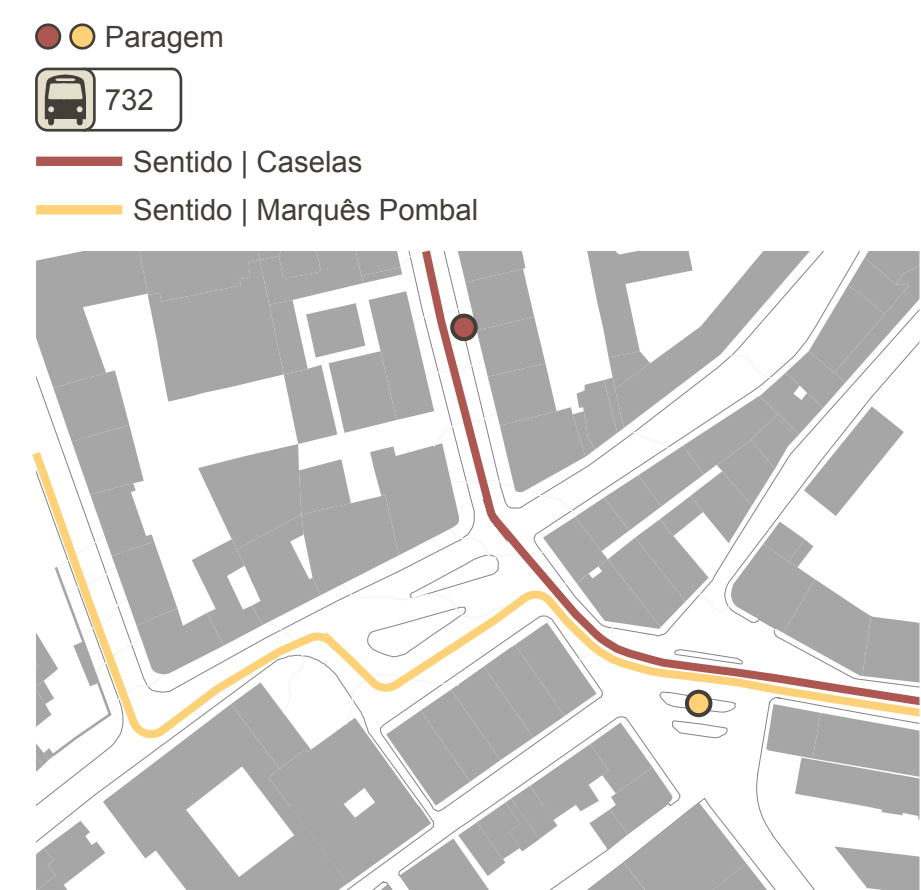 Paragem
732
Sentido | Caselas
Sentido | Marquês Pombal